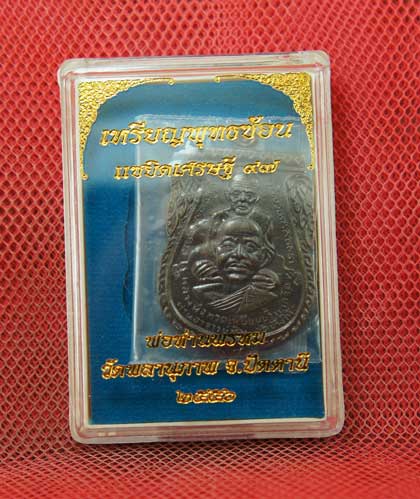 เหรียญพุทธซ้อน
แซยิดเศรษฐี ๙๗
พ่อท่านพรหม
วัดพลานุภาพ จ.ปัตตานี
๒๕๕๖